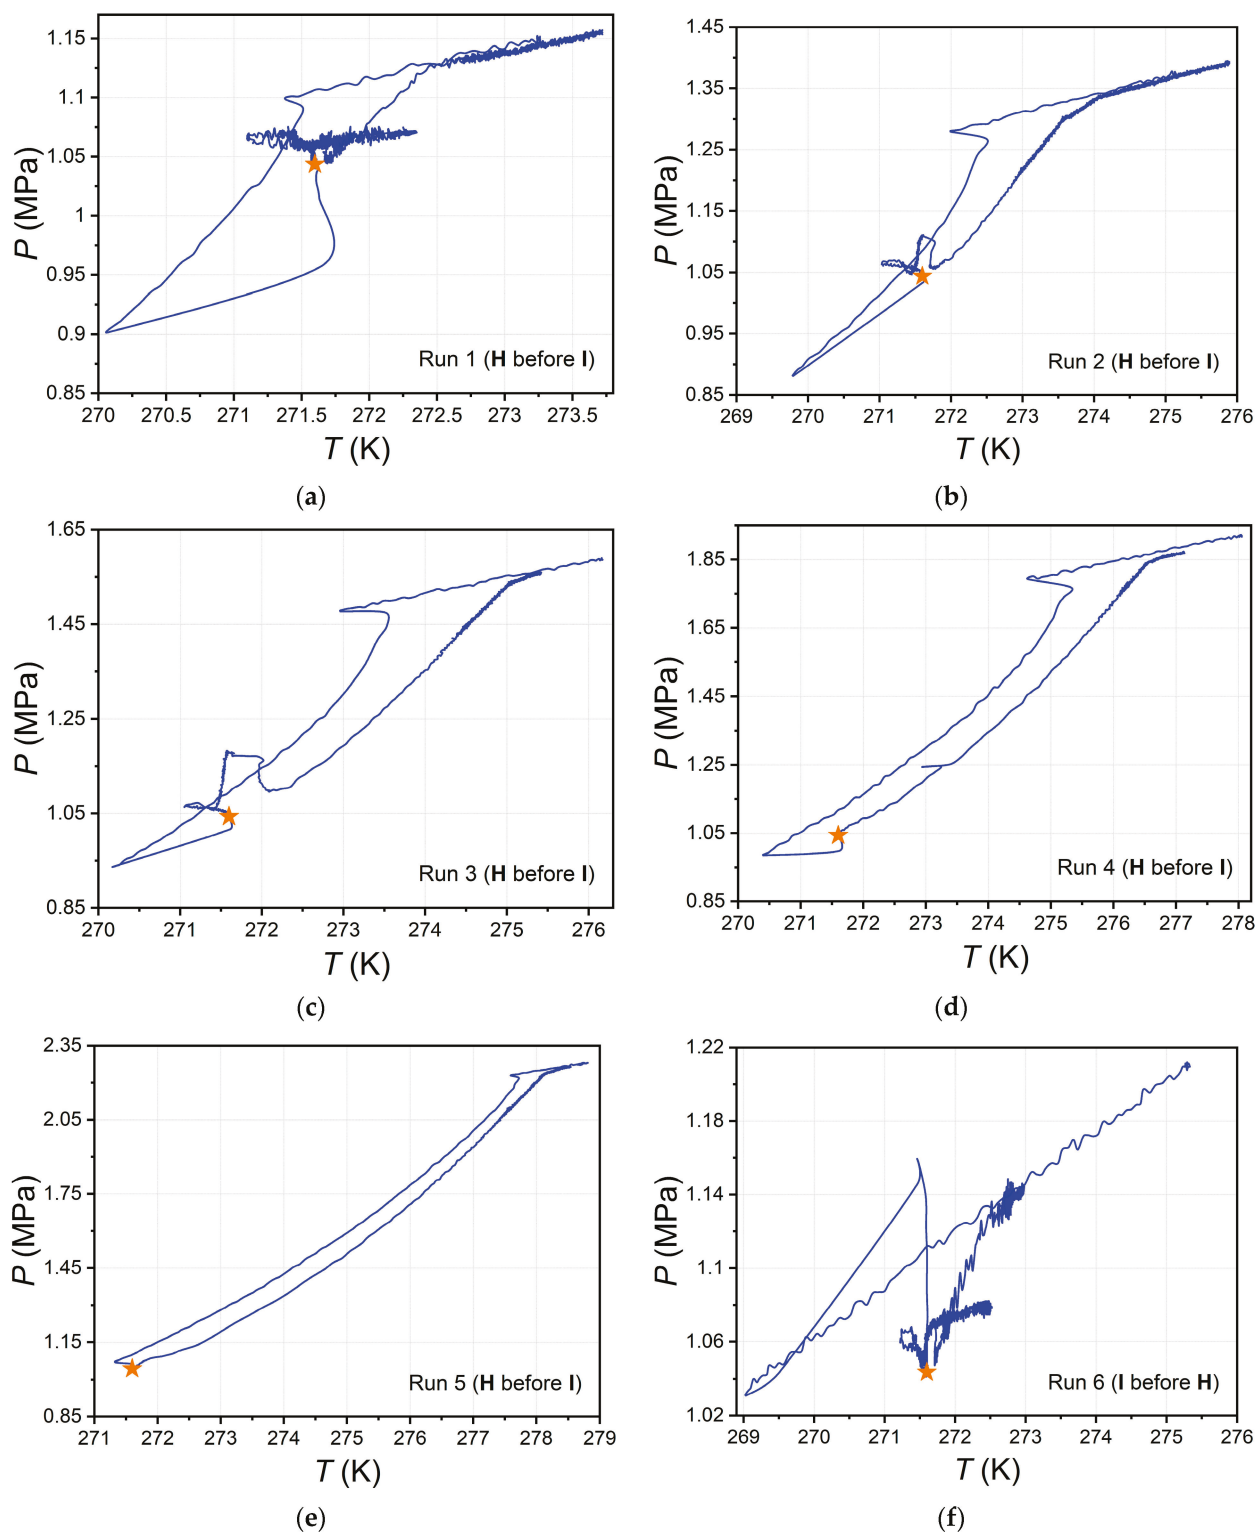 1.15
1.1
1.05
1
0.95
0.9
0.85
P (MPa)
270 270.5 271 271.5 272 272.5 273 273.5
T (K)
Run 1 (H before I)
(a)
1.45
1.35
1.25
1.15
1.05
0.95
0.85
P (MPa)
269 270 271 272 273 274 275 276
T (K)
Run 2 (H before I)
(b)
1.65
1.45
1.25
1.05
0.85
P (MPa)
270 271 272 273 274 275 276
T (K)
Run 3 (H before I)
(c)
1.85
1.65
1.45
1.25
1.05
0.85
P (MPa)
270 271 272 273 274 275 276 277 278
T (K)
Run 4 (H before I)
(d)
2.35
2.05
1.75
1.45
1.15
0.85
P (MPa)
271 272 273 274 275 276 277 278 279
T (K)
Run 5 (H before I)
(e)
1.22
1.18
1.14
1.1
1.06
1.02
P (MPa)
269 270 271 272 273 274 275 276
T (K)
Run 6 (I before H)
(f)